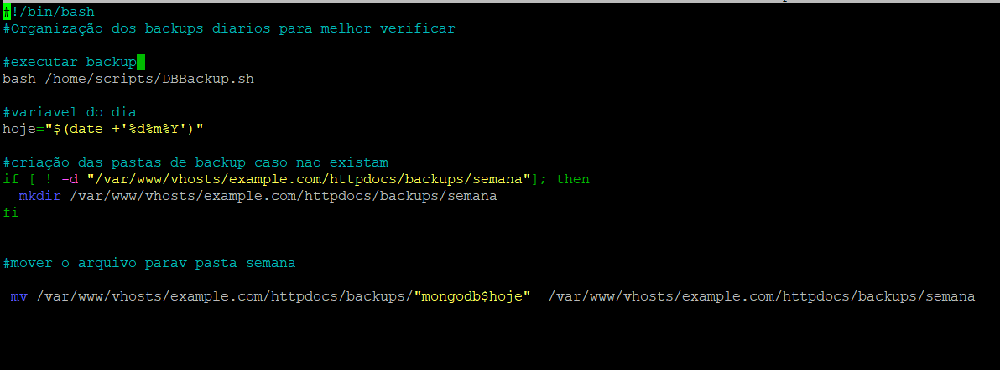 #!/bin/bash
#Organização dos backups diarios para melhor verificar
#executar backup
bash /home/scripts/DBBackup.sh
#variavel do dia
hoje="$(date +'%d%m%Y')"
#criação das pastas de backup caso nao existam
if [ ! -d "/var/www/vhosts/example.com/httpdocs/backups/semana"]; then
  mkdir /var/www/vhosts/example.com/httpdocs/backups/semana
fi
#mover o arquivo parav pasta semana
 mv /var/www/vhosts/example.com/httpdocs/backups/"mongodb$hoje"  /var/www/vhosts/example.com/httpdocs/backups/semana